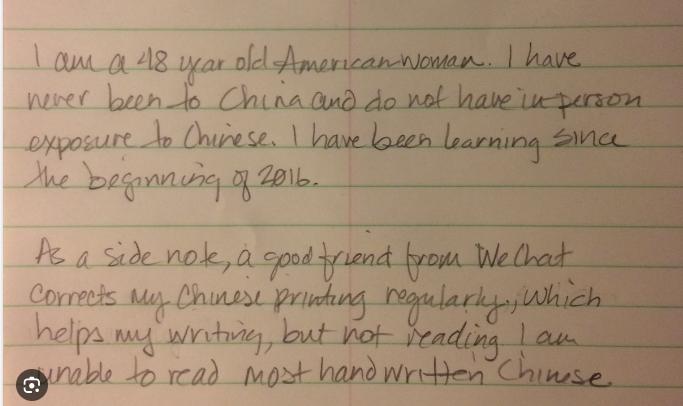 I am a 48 year old American woman. I have
never been to China and do not have in person
exposure to Chinese. I have been learning since
the beginning of 2016.
As a side note, a good friend from WeChat
corrects my Chinese printing regularly, which
helps my writing, but not reading I am
unable to read most handwritten Chinese.